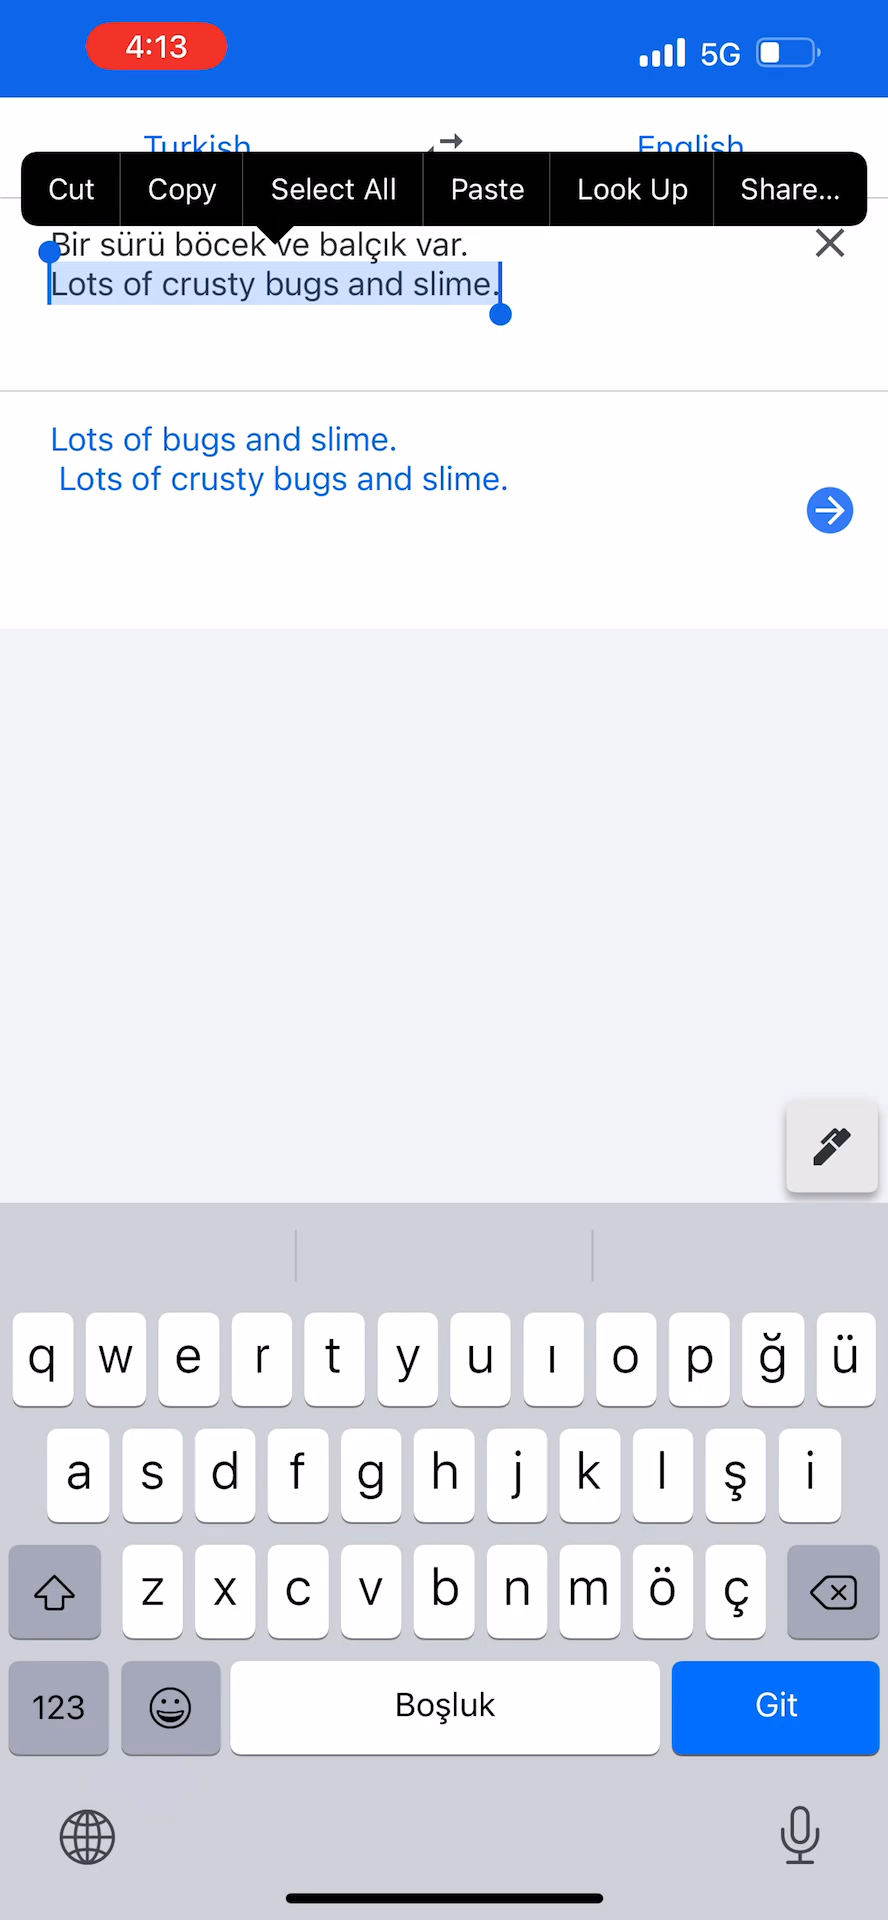 4:13
5G
Turkish
English
Cut
Copy
Select All
Paste
Look Up
Share...
Bir sürü böcek ve balçık var.
Lots of crusty bugs and slime.
Lots of bugs and slime.
Lots of crusty bugs and slime.
q w e r t y u ı o p ğ ü
a s d f g h j k l ş i
z x c v b n m ö ç
123
Boşluk
Git